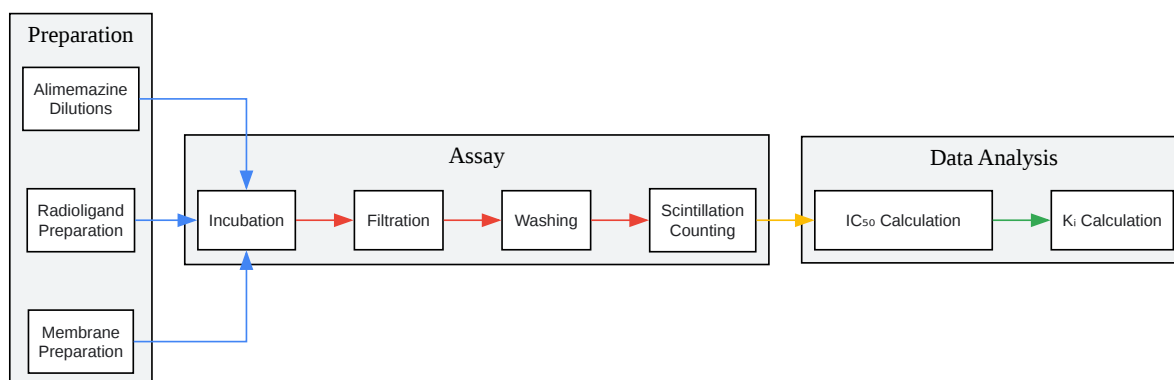 Preparation
Alimemazine
Dilutions
Radioligand
Preparation
Membrane
Preparation
Assay
Incubation
Filtration
Washing
Scintillation
Counting
Data Analysis
IC₅₀ Calculation
Kᵢ Calculation